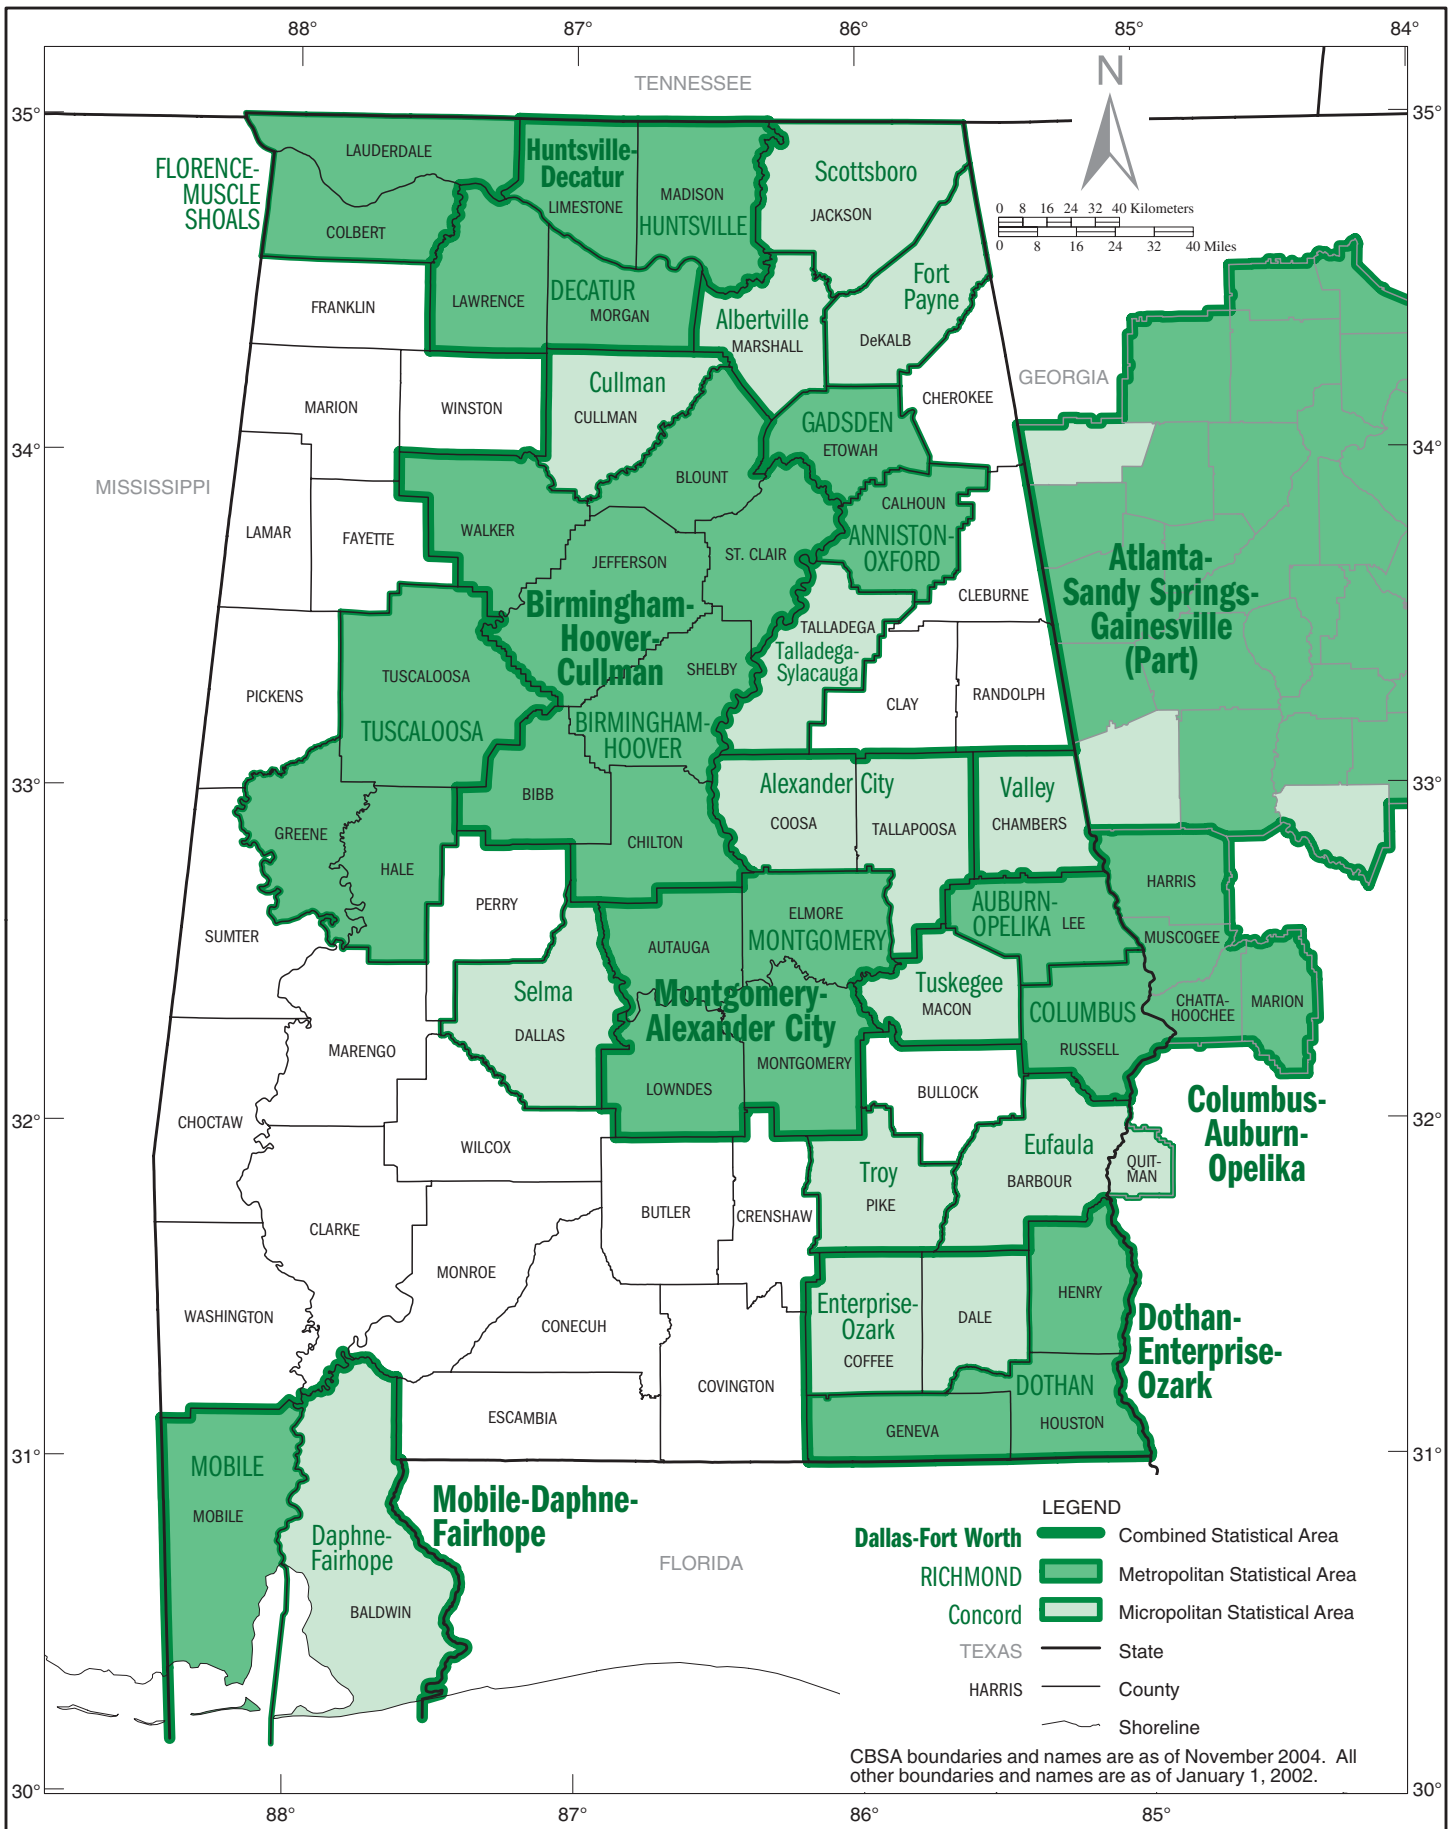 88°
87°
86°
85°
84°
TENNESSEE
N
35°
35°
0 8 16 24 32 40 Kilometers
0 8 16 24 32 40 Miles
FLORENCE-
MUSCLE
SHOALS
LAUDERDALE
COLBERT
Huntsville-
Decatur
LIMESTONE
MADISON
HUNTSVILLE
Scottsboro
JACKSON
LAWRENCE
DECATUR
MORGAN
Fort
Payne
DeKALB
Albertville
MARSHALL
FRANKLIN
GEORGIA
CHEROKEE
Cullman
CULLMAN
MARION
WINSTON
GADSDEN
ETOWAH
34°
34°
MISSISSIPPI
BLOUNT
CALHOUN
ANNISTON-
OXFORD
LAMAR
FAYETTE
WALKER
JEFFERSON
ST. CLAIR
Atlanta-
Sandy Springs-
Gainesville
(Part)
CLEBURNE
Birmingham-
Hoover-
Cullman
TALLADEGA
Talladega-
Sylacauga
SHELBY
TUSCALOOSA
TUSCALOOSA
PICKENS
CLAY
RANDOLPH
BIRMINGHAM-
HOOVER
33°
33°
BIBB
Alexander City
COOSA
TALLAPOOSA
Valley
CHAMBERS
GREENE
HALE
CHILTON
HARRIS
PERRY
ELMORE
MONTGOMERY
AUBURN-
OPELIKA
LEE
MUSCOGEE
SUMTER
AUTAUGA
Selma
DALLAS
Montgomery-
Alexander City
Tuskegee
MACON
COLUMBUS
RUSSELL
CHATTA-
HOOCHEE
MARION
MARENGO
MONTGOMERY
LOWNDES
BULLOCK
Columbus-
Auburn-
Opelika
32°
32°
CHOCTAW
WILCOX
Troy
PIKE
Eufaula
BARBOUR
QUIT-
MAN
BUTLER
CRENSHAW
CLARKE
MONROE
WASHINGTON
CONECUH
Enterprise-
Ozark
COFFEE
DALE
HENRY
Dothan-
Enterprise-
Ozark
COVINGTON
DOTHAN
HOUSTON
ESCAMBIA
GENEVA
31°
31°
MOBILE
MOBILE
Mobile-Daphne-
Fairhope
Daphne-
Fairhope
BALDWIN
FLORIDA
LEGEND
Dallas-Fort Worth Combined Statistical Area
RICHMOND Metropolitan Statistical Area
Concord Micropolitan Statistical Area
TEXAS State
HARRIS County
Shoreline
CBSA boundaries and names are as of November 2004. All
other boundaries and names are as of January 1, 2002.
30°
30°
88°
87°
86°
85°